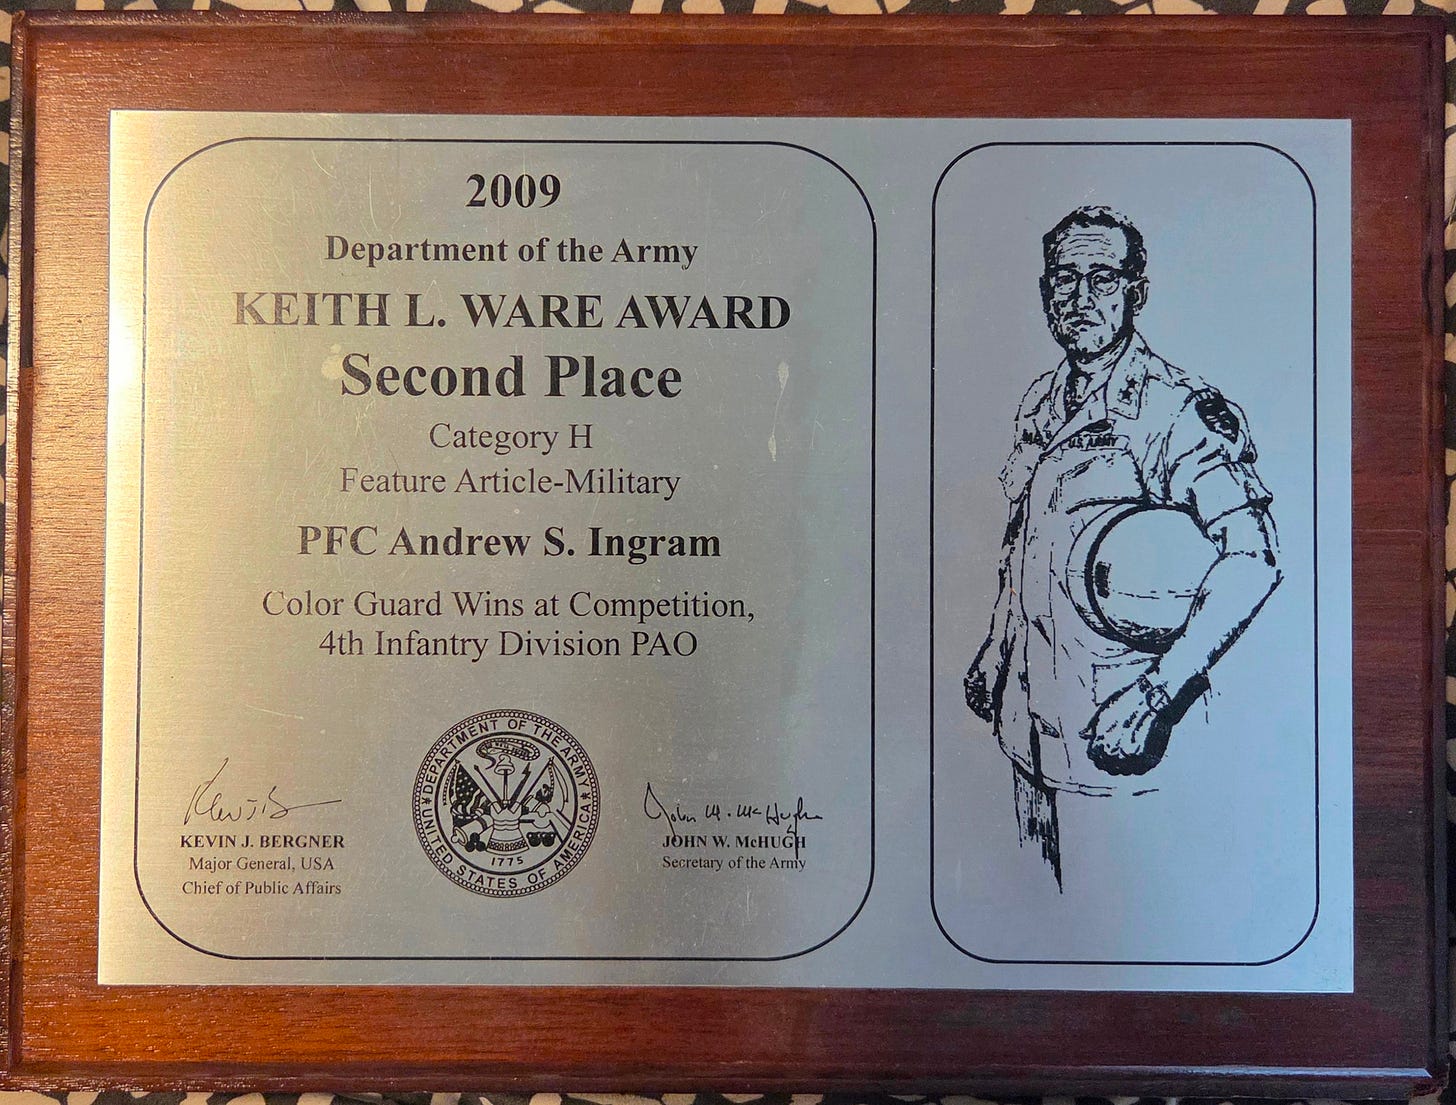 2009
Department of the Army
KEITH L. WARE AWARD
Second Place
Category H
Feature Article-Military
PFC Andrew S. Ingram
Color Guard Wins at Competition,
4th Infantry Division PAO
KEVIN J. BERGNER
Major General, USA
Chief of Public Affairs
DEPARTMENT OF THE ARMY
UNITED STATES OF AMERICA
1775
John W. McHugh
JOHN W. McHUGH
Secretary of the Army
U.S. ARMY